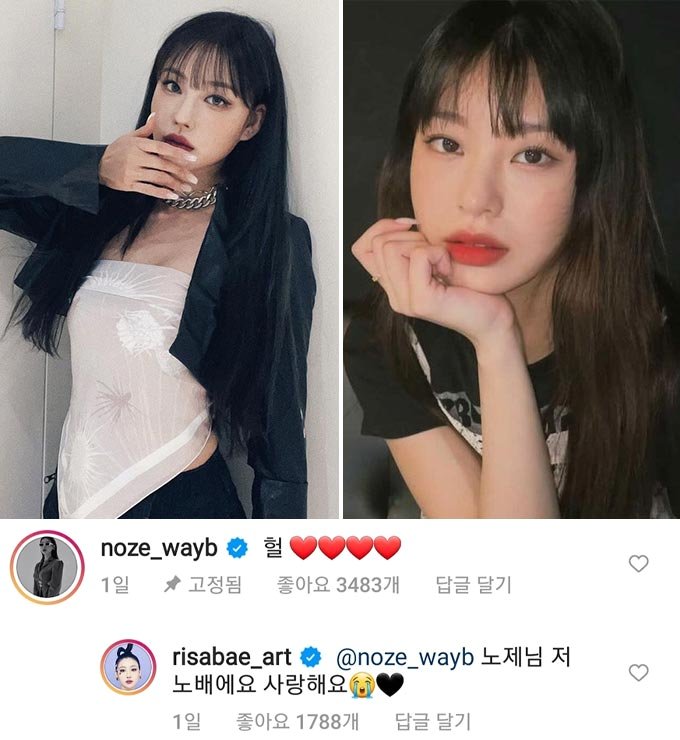 noze_wayb 헐 ❤️❤️❤️❤️
1일 고정됨 좋아요 3483개 답글 달기
risabae_art @noze_wayb 노제님 저
노배에요 사랑해요😭🖤
1일 좋아요 1788개 답글 달기